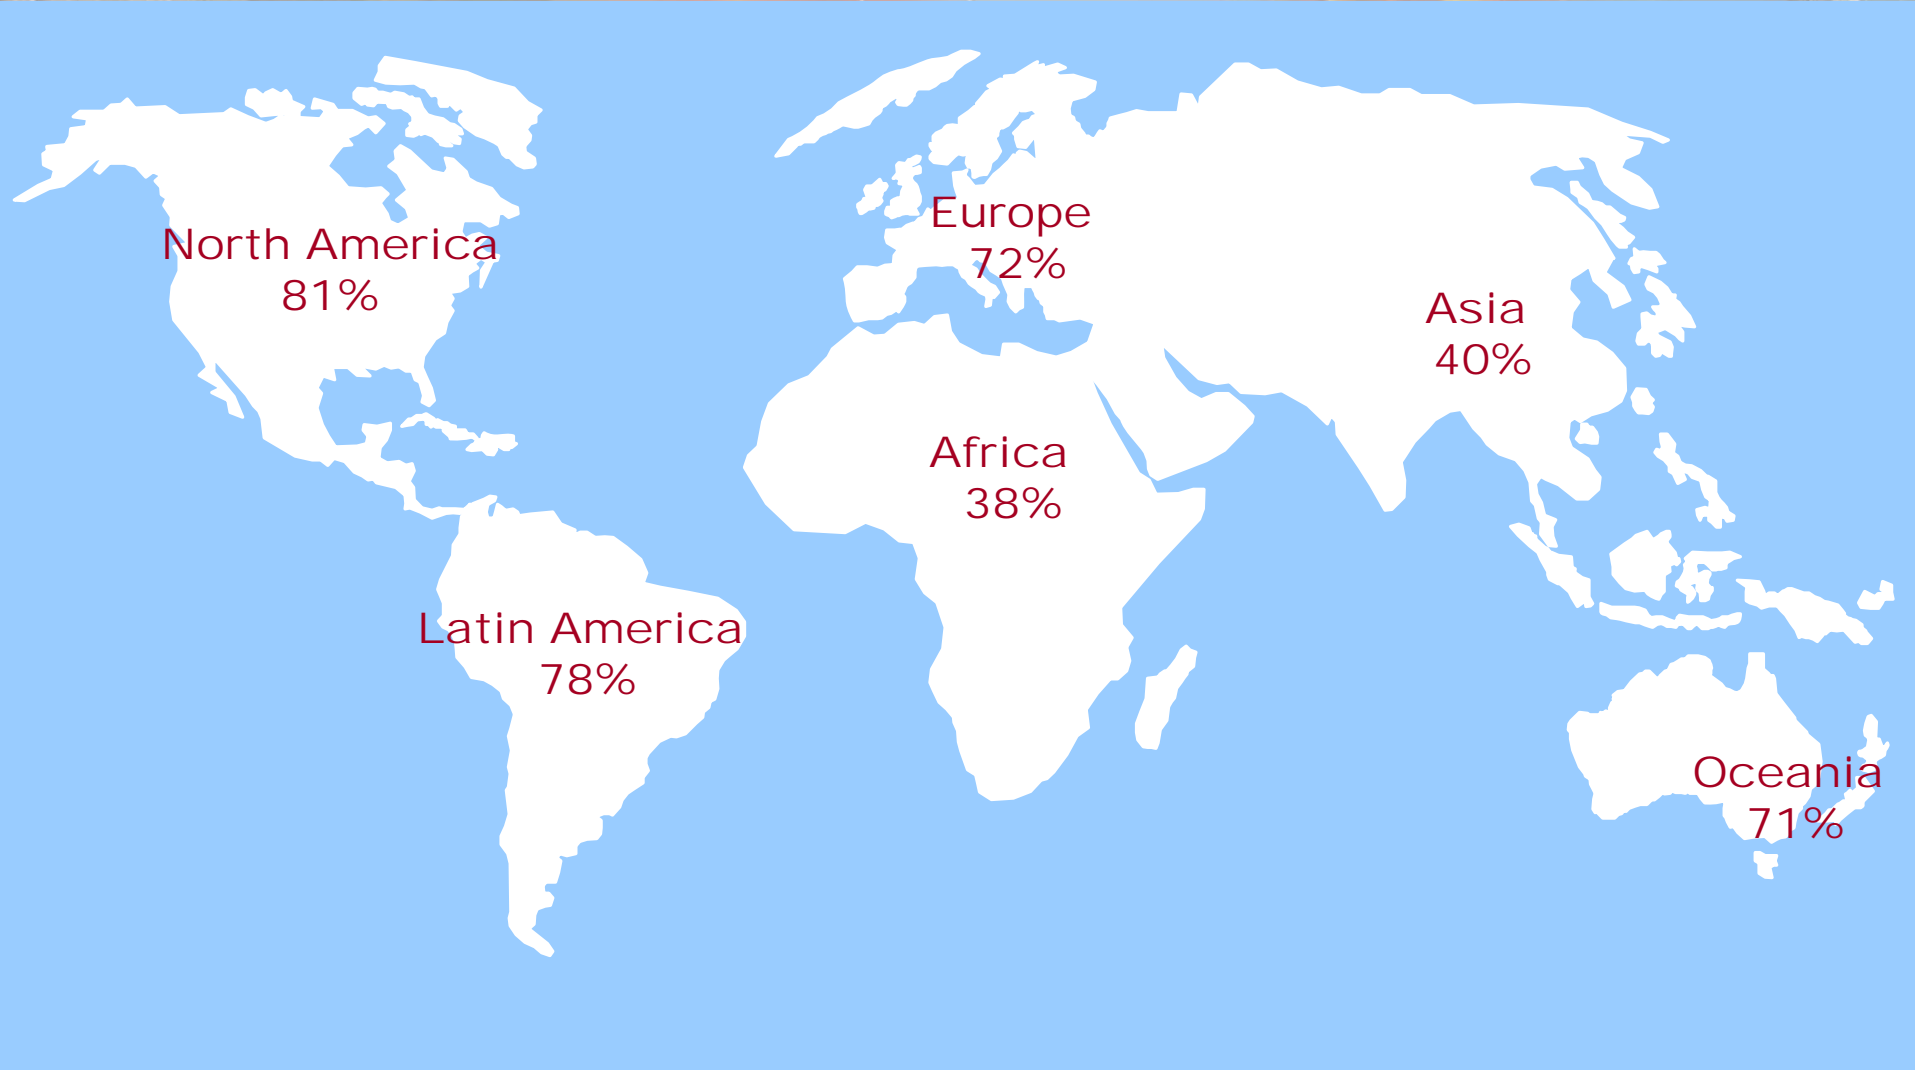 North America
81%
Europe
72%
Asia
40%
Africa
38%
Latin America
78%
Oceania
71%